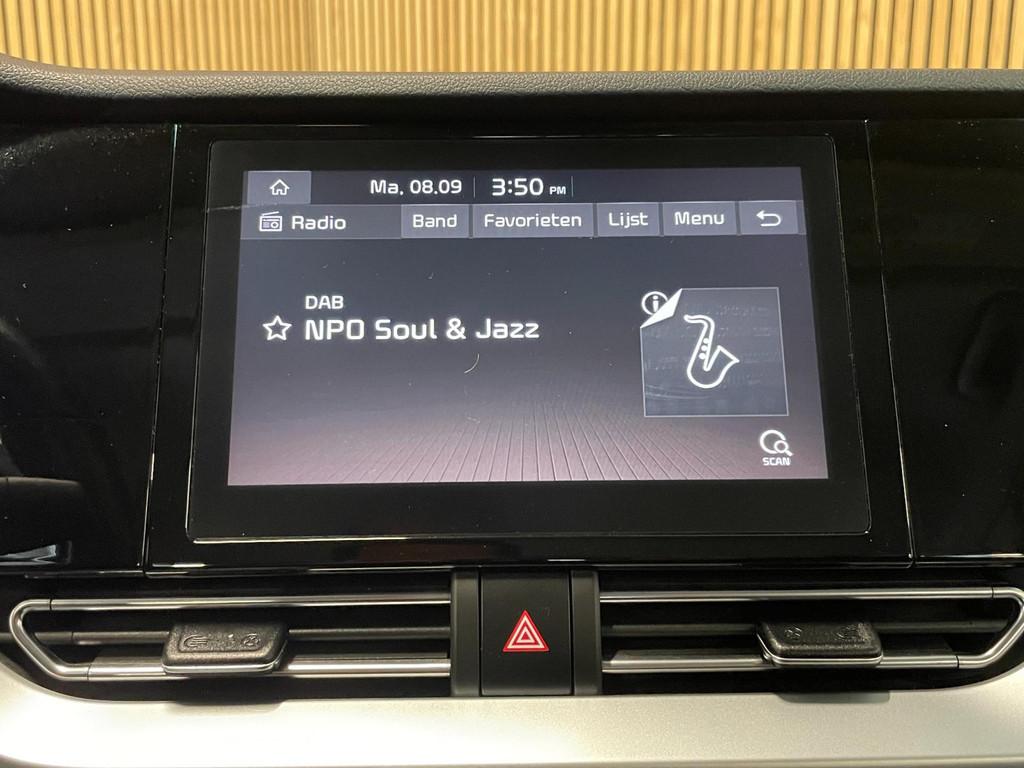 Ma. 08.09 3:50 PM
Radio Band Favorieten Lijst Menu
DAB
NPO Soul & Jazz
SCAN